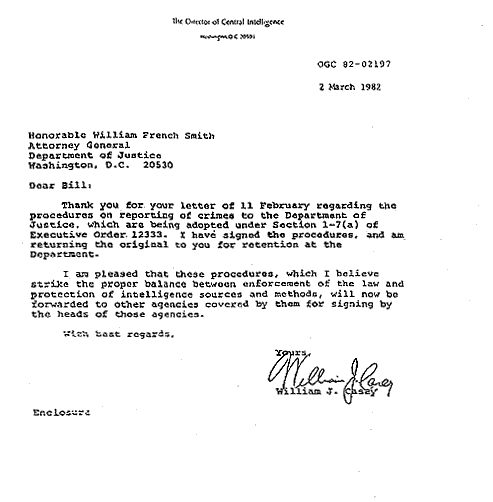 The Director of Central Intelligence
Washington, D.C. 20505
OGC 82-02197
2 March 1982
Honorable William French Smith
Attorney General
Department of Justice
Washington, D.C. 20530
Dear Bill:
Thank you for your letter of 11 February regarding the
procedures on reporting of crimes to the Department of
Justice, which are being adopted under Section 1-7(a) of
Executive Order 12333. I have signed the procedures, and am
returning the original to you for retention at the
Department.
I am pleased that these procedures, which I believe
strike the proper balance between enforcement of the law and
protection of intelligence sources and methods, will now be
forwarded to other agencies covered by them for signing by
the heads of those agencies.
With best regards,
Yours,
William J. Casey
William J. Casey
Enclosure